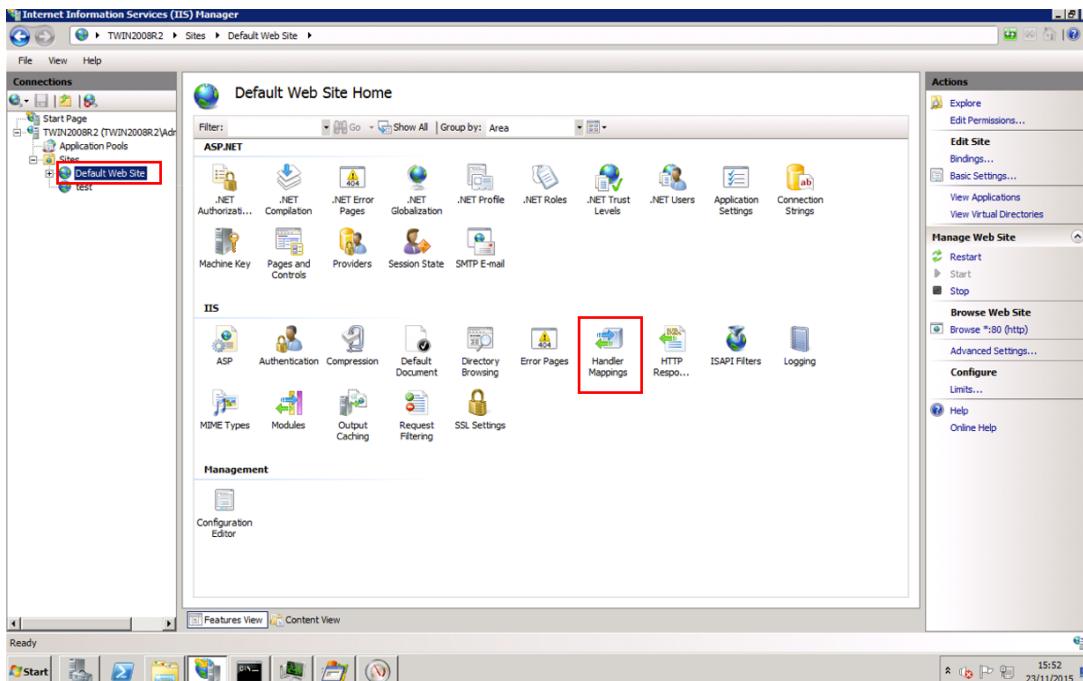 Internet Information Services (IIS) Manager
TWIN2008R2 Sites Default Web Site
File View Help
Connections
Start Page
TWIN2008R2 (TWIN2008R2\Adr
Application Pools
Sites
Default Web Site
test
Default Web Site Home
Filter: Go Show All Group by: Area
ASP.NET
.NET Authorizati...
.NET Compilation
.NET Error Pages
.NET Globalization
.NET Profile
.NET Roles
.NET Trust Levels
.NET Users
Application Settings
Connection Strings
Machine Key
Pages and Controls
Providers
Session State
SMTP E-mail
IIS
ASP
Authentication
Compression
Default Document
Directory Browsing
Error Pages
Handler Mappings
HTTP Respo...
ISAPI Filters
Logging
MIME Types
Modules
Output Caching
Request Filtering
SSL Settings
Management
Configuration Editor
Features View Content View
Actions
Explore
Edit Permissions...
Edit Site
Bindings...
Basic Settings...
View Applications
View Virtual Directories
Manage Web Site
Restart
Start
Stop
Browse Web Site
Browse *:80 (http)
Advanced Settings...
Configure
Limits...
Help
Online Help
Ready
Start
15:52
23/11/2015